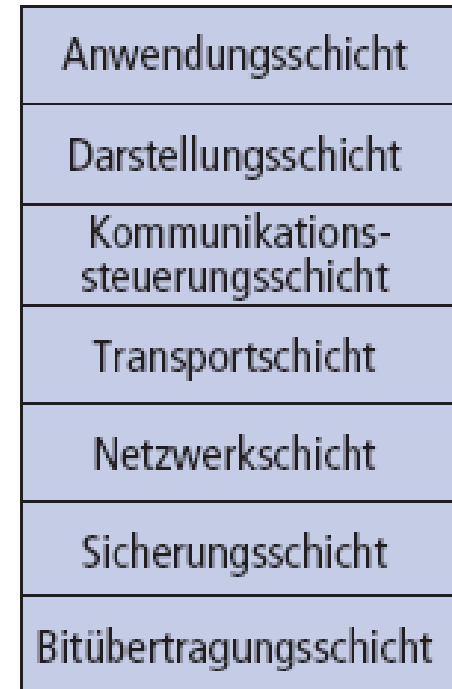 Anwendungsschicht
Darstellungsschicht
Kommunikations-
steuerungsschicht
Transportschicht
Netzwerkschicht
Sicherungsschicht
Bitübertragungsschicht